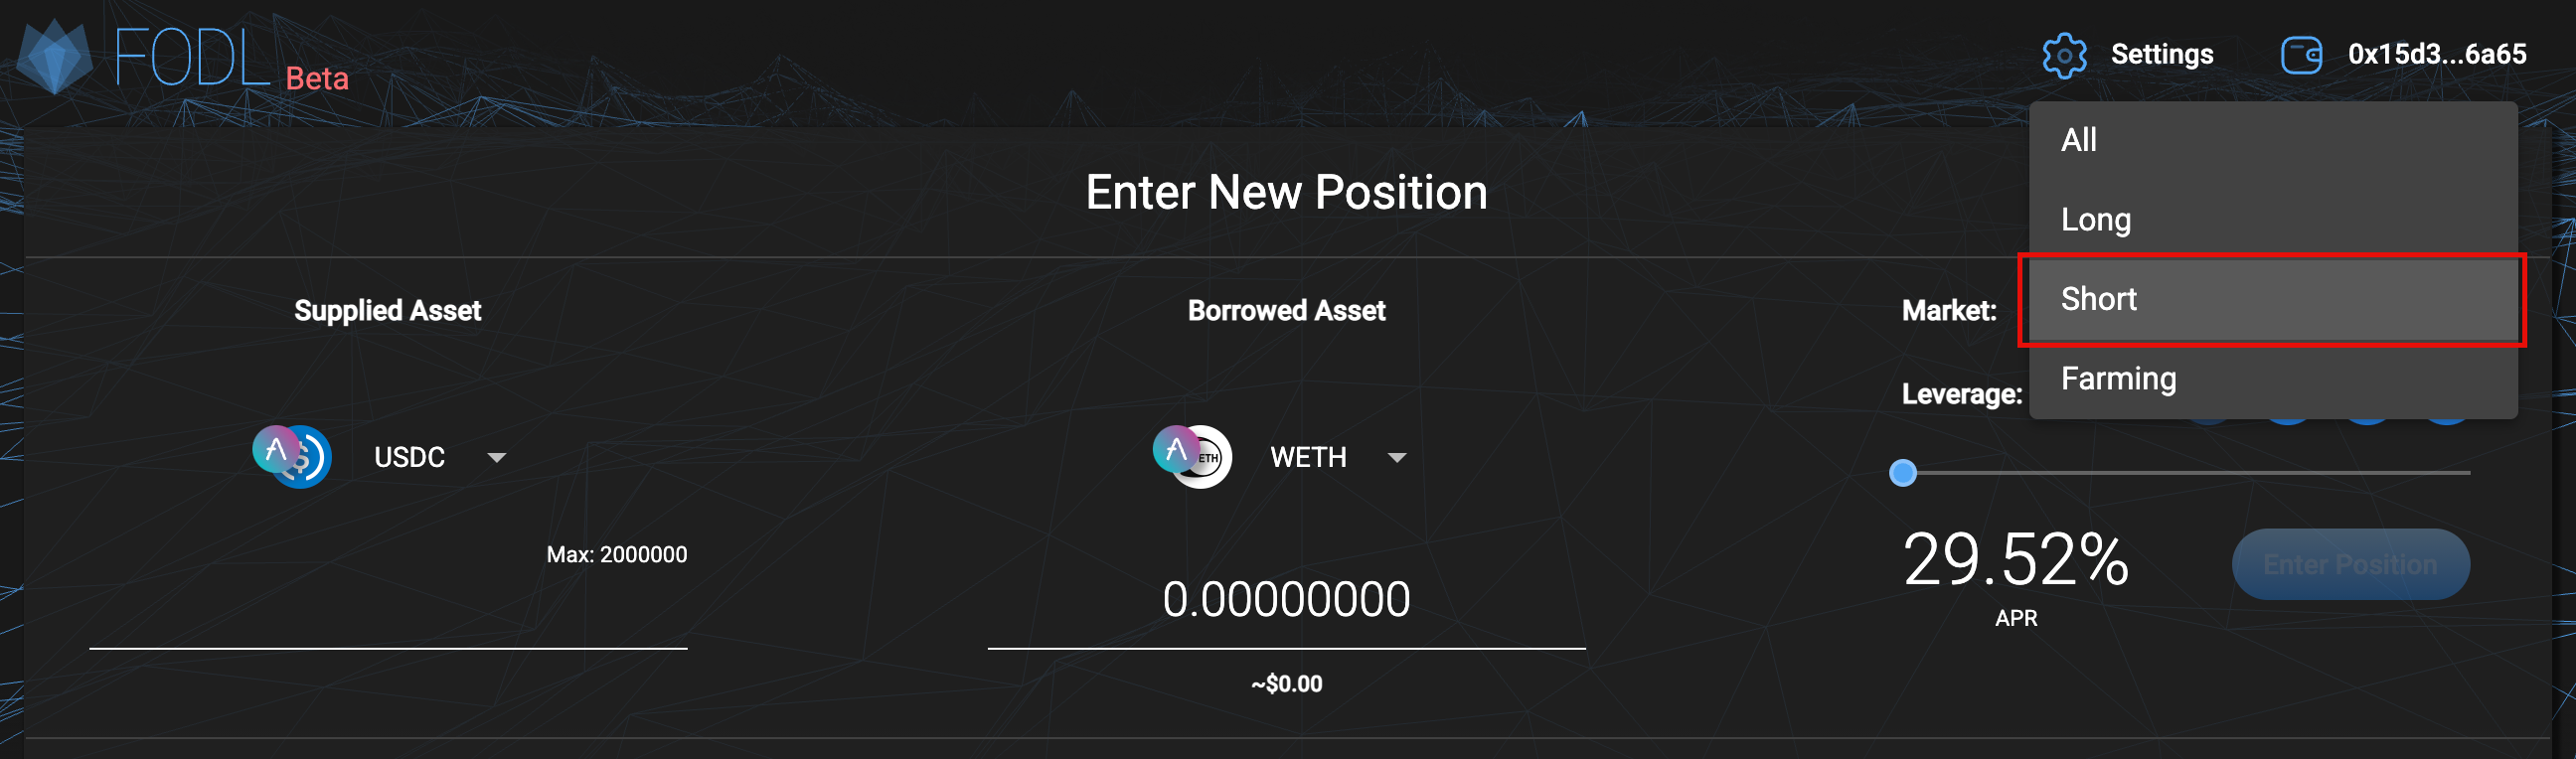 FODL Beta
Settings
0x15d3...6a65
All
Long
Short
Farming
Enter New Position
Supplied Asset
Borrowed Asset
Market:
Leverage:
USDC
WETH
ETH
Max: 2000000
0.00000000
~$0.00
29.52%
APR
Enter Position